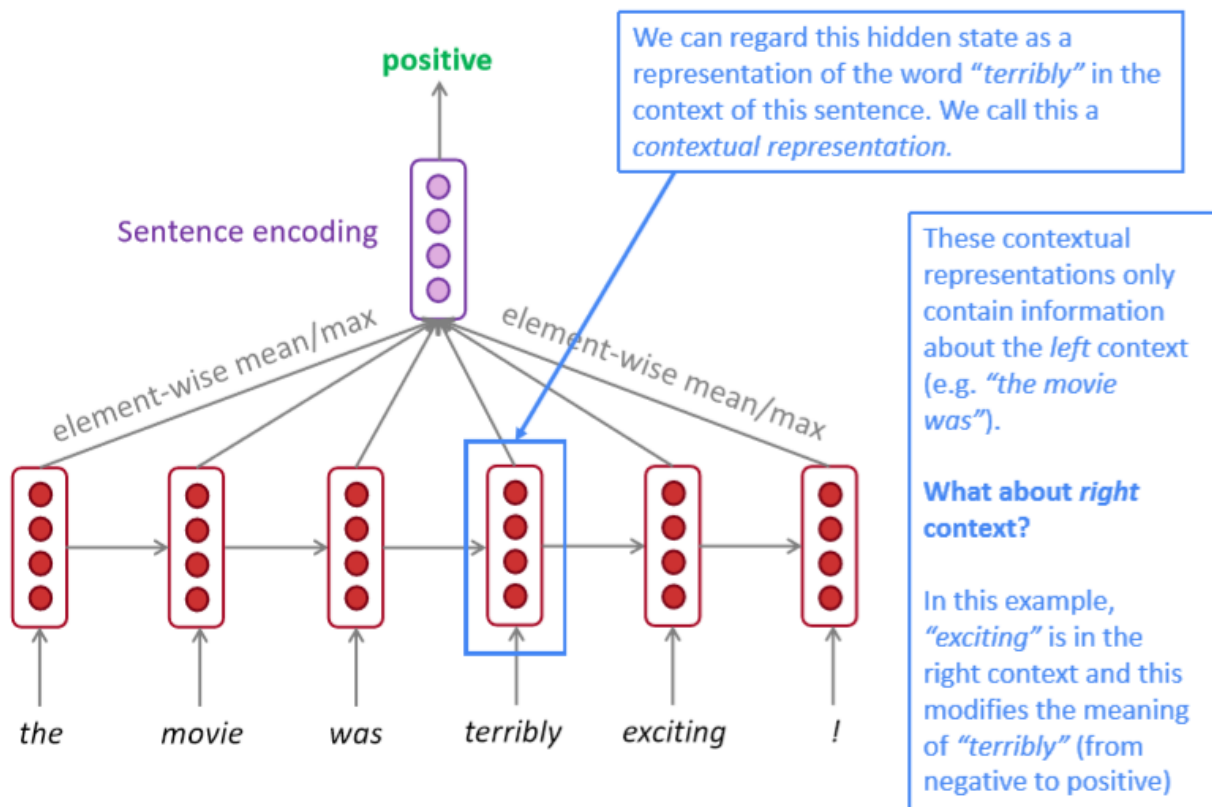 positive
We can regard this hidden state as a
representation of the word “terribly” in the
context of this sentence. We call this a
contextual representation.
Sentence encoding
element-wise mean/max
element-wise mean/max
These contextual
representations only
contain information
about the left context
(e.g. “the movie
was”).
What about right
context?
In this example,
“exciting” is in the
right context and this
modifies the meaning
of “terribly” (from
negative to positive)
the movie was terribly exciting !